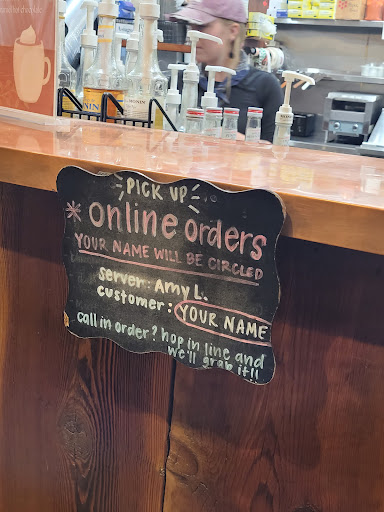 PICK UP
* online orders
YOUR NAME WILL BE CIRCLED
server: Amy L.
customer: YOUR NAME
call in order? hop in line and
we'll grab it!!